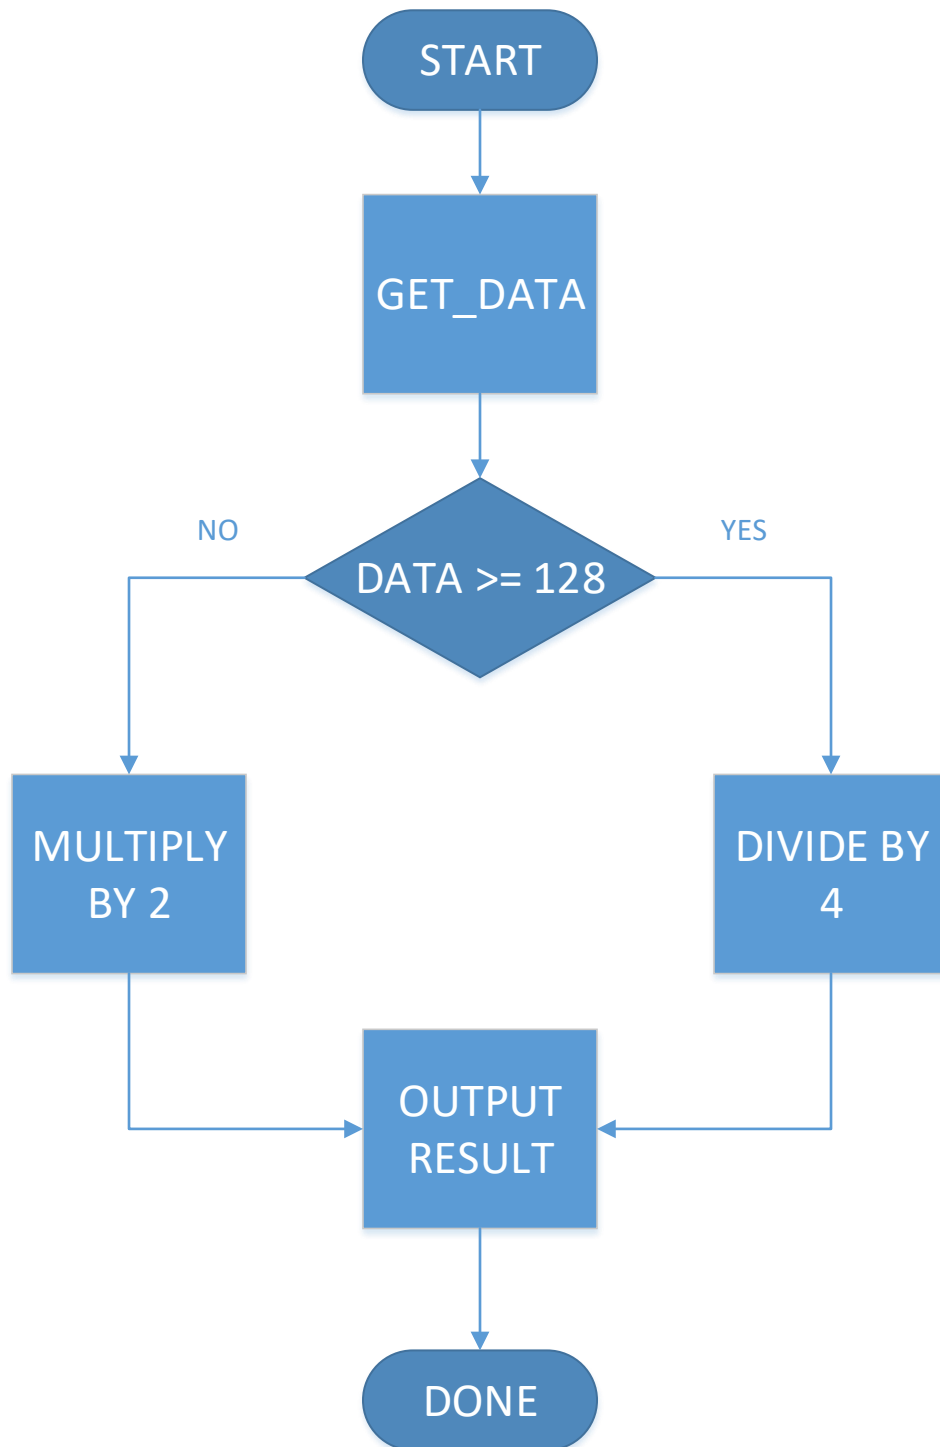 START
GET_DATA
NO
YES
DATA >= 128
MULTIPLY
BY 2
DIVIDE BY
4
OUTPUT
RESULT
DONE